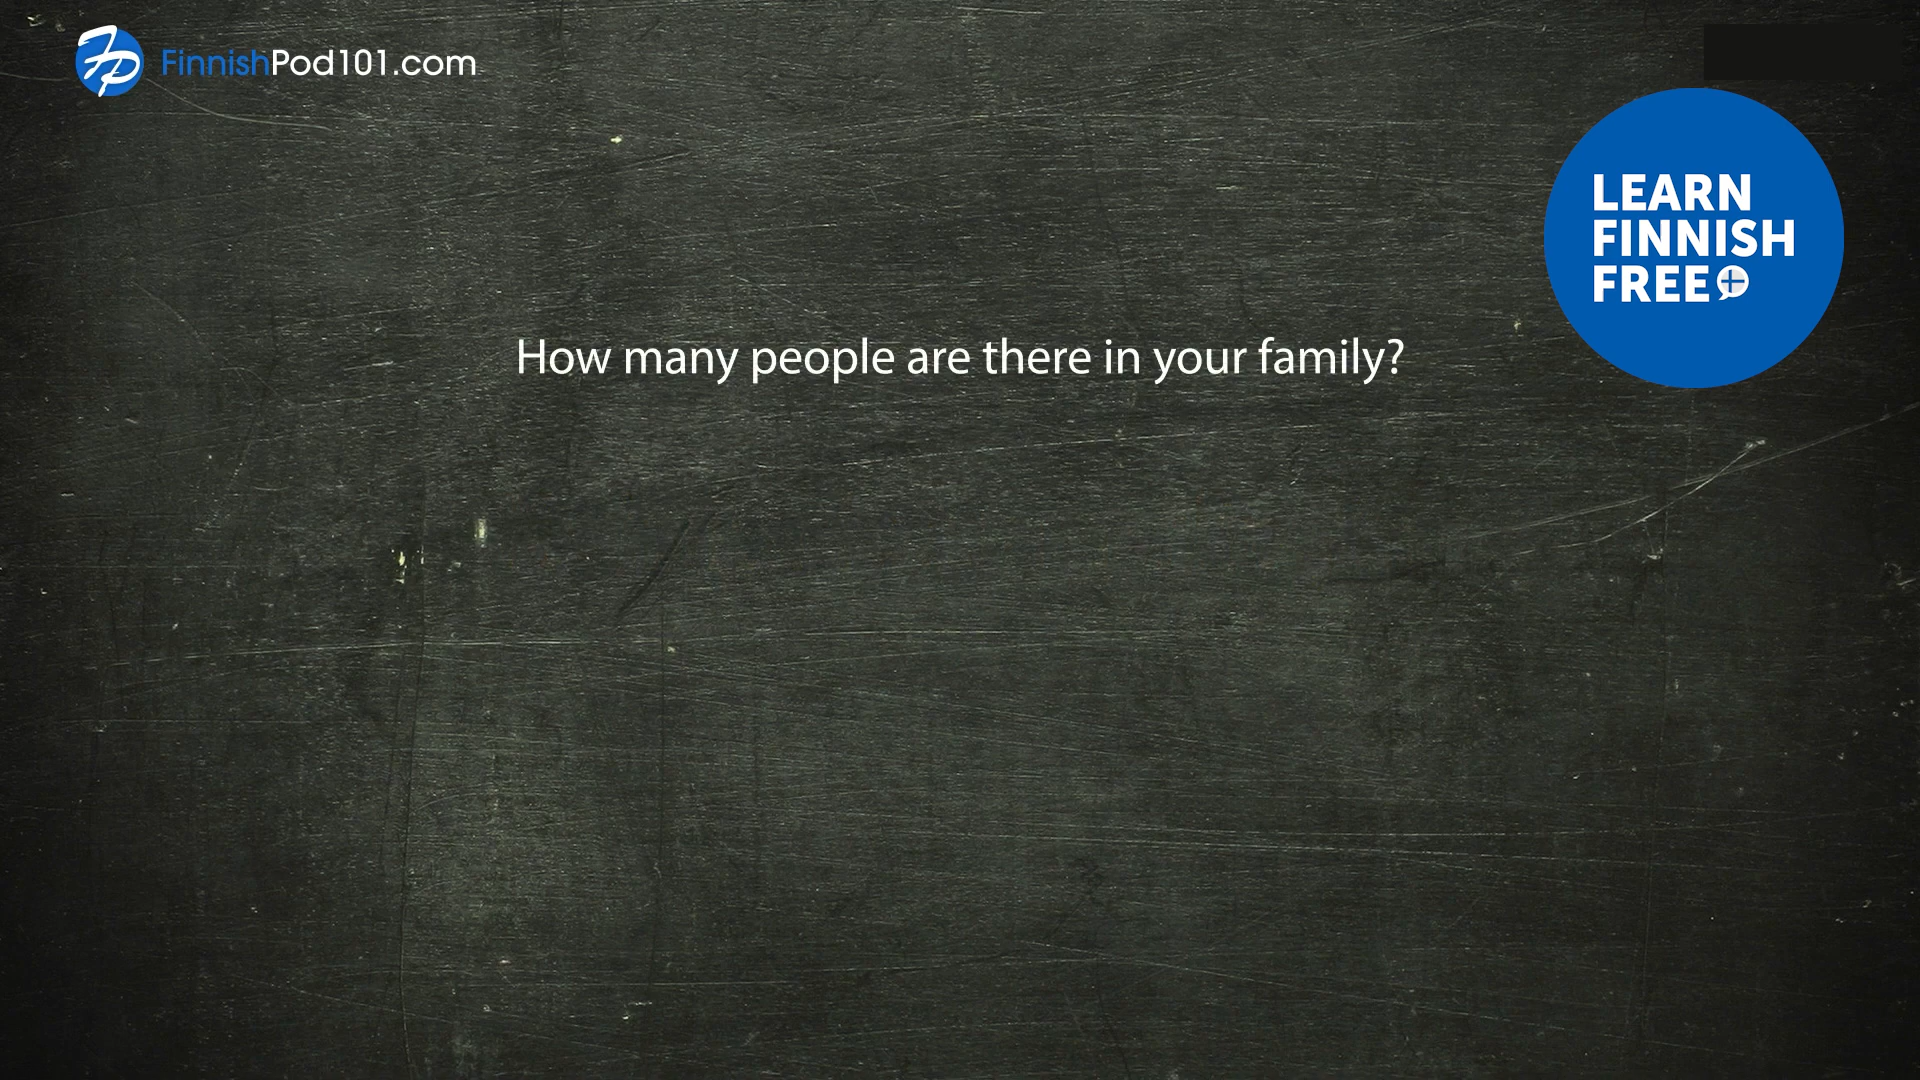 FinnishPod101.com
LEARN
FINNISH
FREE
How many people are there in your family?